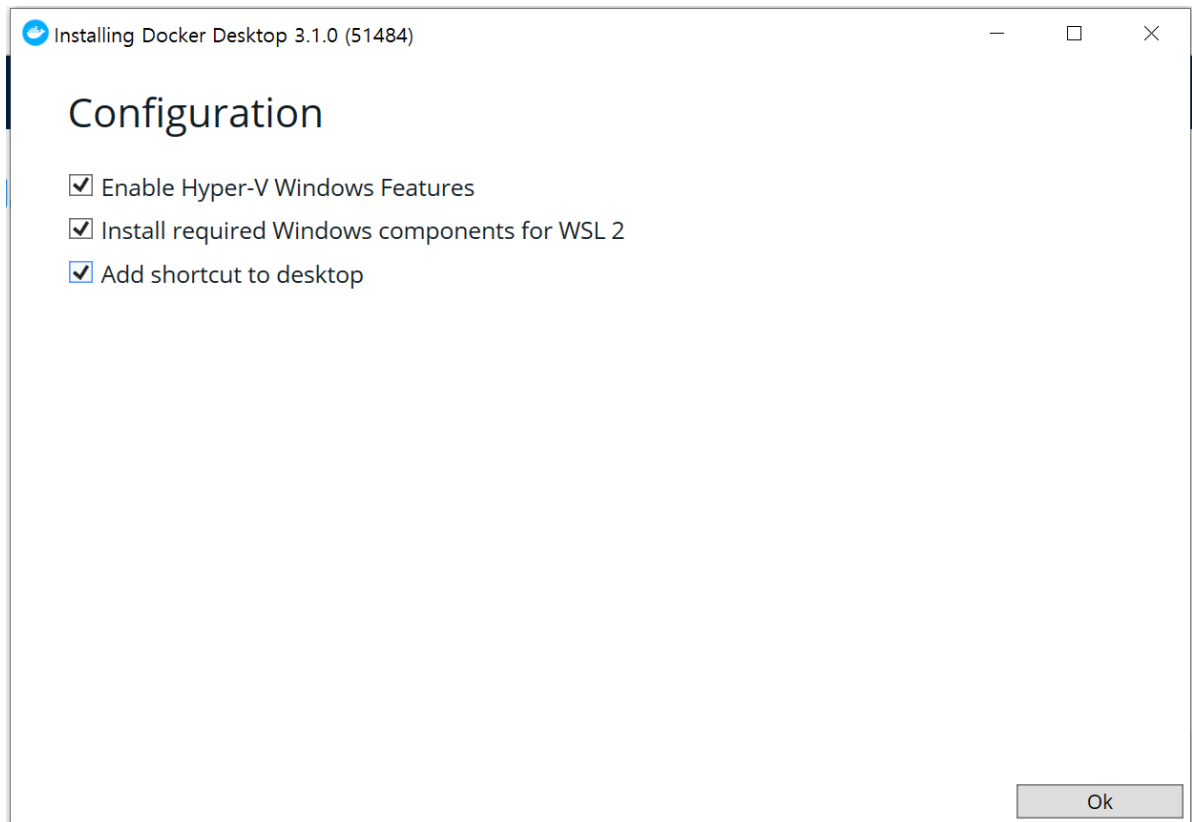 Installing Docker Desktop 3.1.0 (51484)
Configuration
Enable Hyper-V Windows Features
Install required Windows components for WSL 2
Add shortcut to desktop
Ok